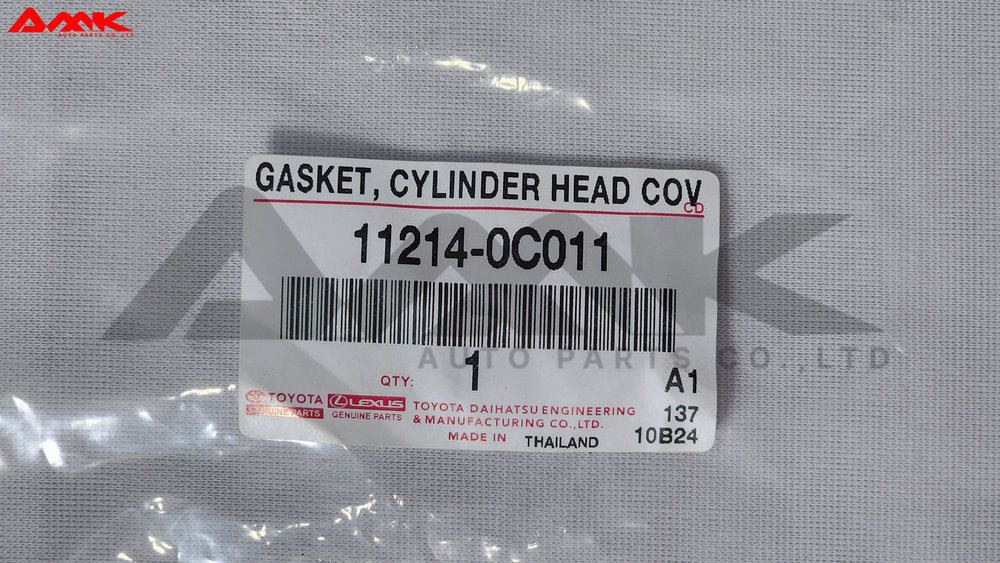 AMK
AUTO PARTS CO., LTD
GASKET, CYLINDER HEAD COV
CD
11214-0C011
AMK
AUTO PARTS CO. LTD
QTY: 1
A1
TOYOTA
GENUINE PARTS
LEXUS
GENUINE PARTS
TOYOTA DAIHATSU ENGINEERING
& MANUFACTURING CO.,LTD.
137
MADE IN THAILAND
10B24